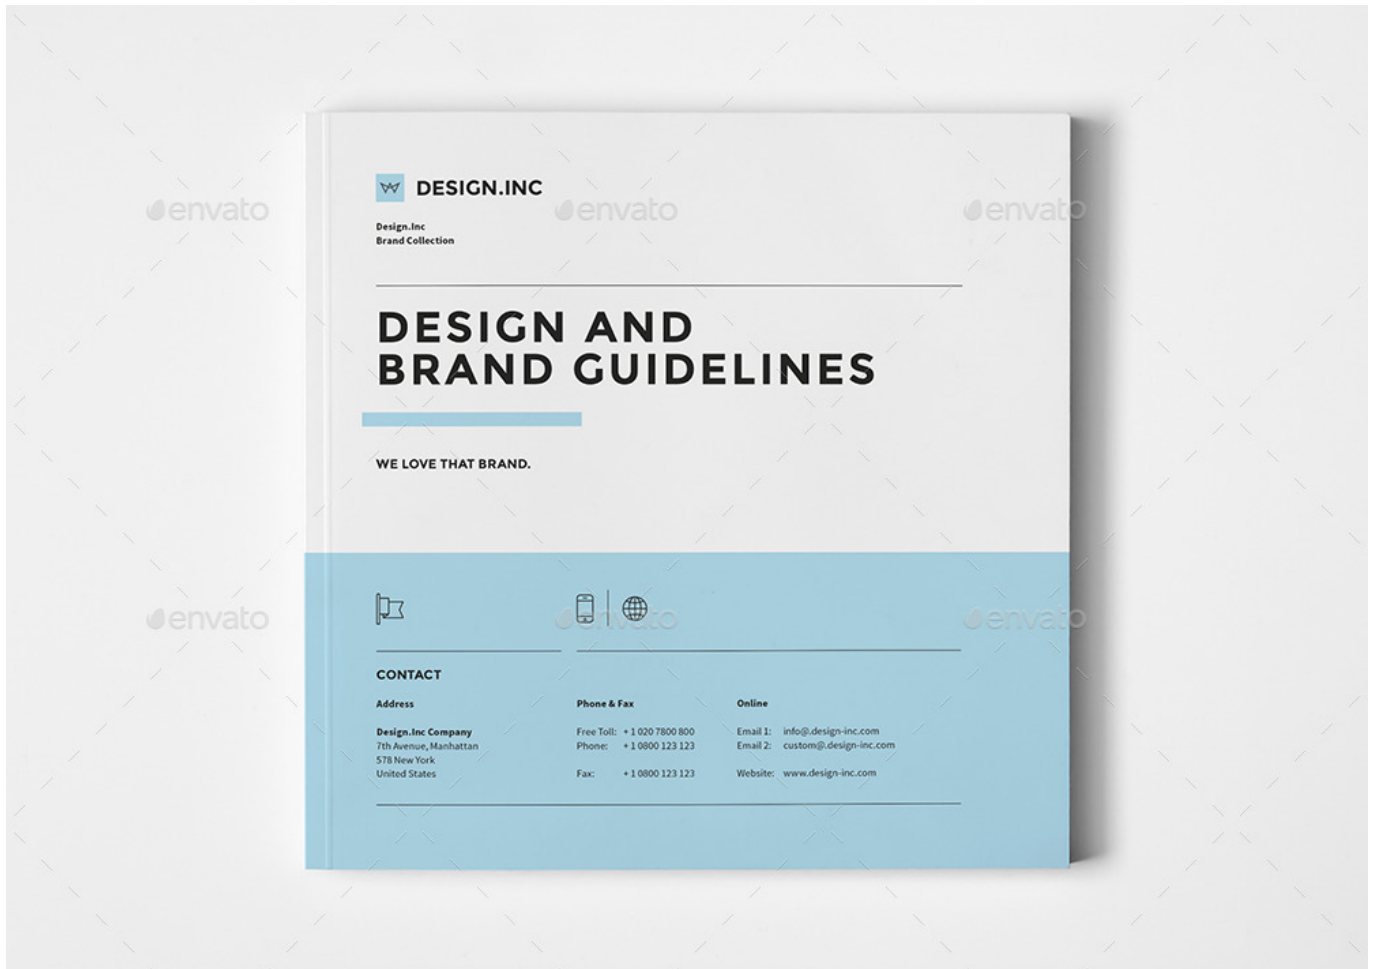 DESIGN.INC
Design.Inc
Brand Collection
DESIGN AND
BRAND GUIDELINES
WE LOVE THAT BRAND.
CONTACT
Address
Design.Inc Company
7th Avenue, Manhattan
578 New York
United States
Phone & Fax
Free Toll: + 1 020 7800 800
Phone: + 1 0800 123 123
Fax: + 1 0800 123 123
Online
Email 1: info@.design-inc.com
Email 2: custom@.design-inc.com
Website: www.design-inc.com
envato
envato
envato
envato
envato
envato